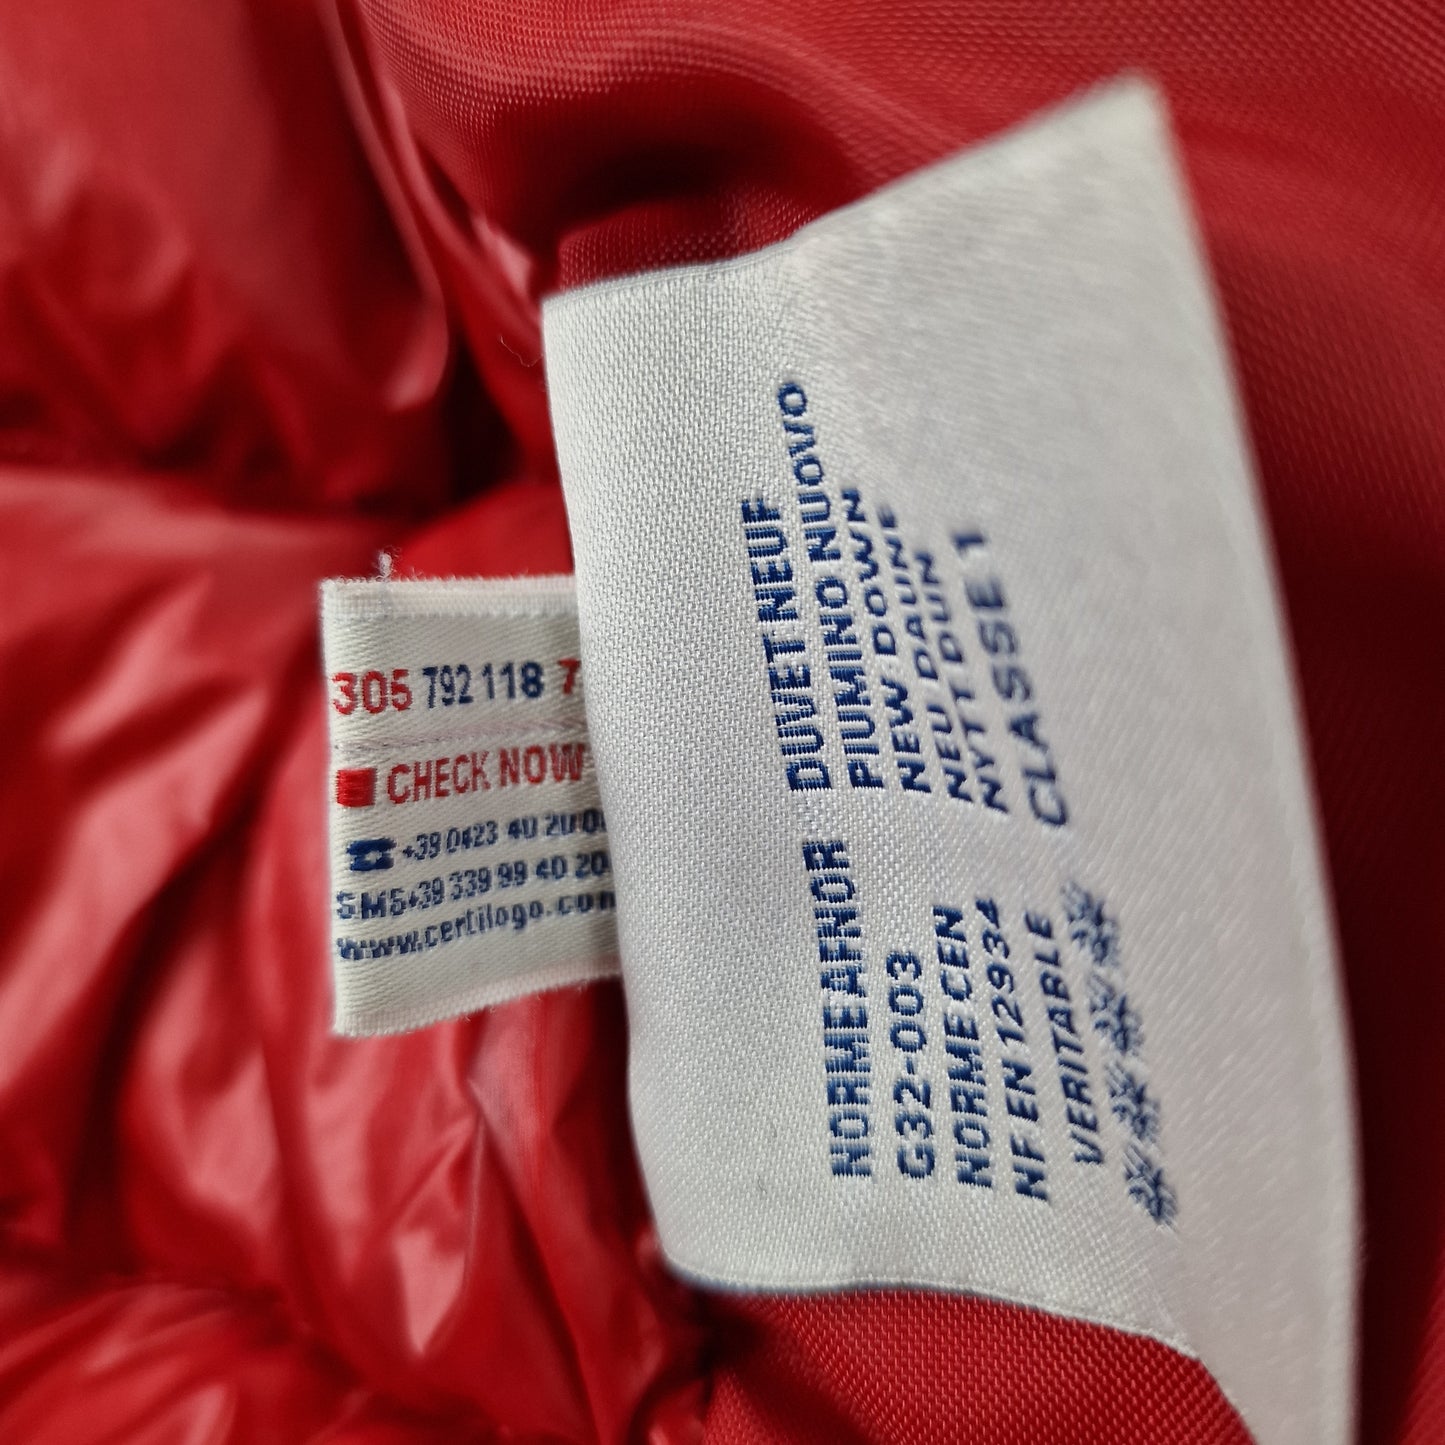 305 792 118 7
CHECK NOW
+39 0423 40 20 00
SMS+39 339 99 40 20
www.certilogo.com
NORME AFNOR
G32-003
NORME CEN
NF EN 12934
VERITABLE
DUVET NEUF
PIUMINO NUOVO
NEW DOWN
NEU DAUNE
NYTT DUN
CLASSE 1